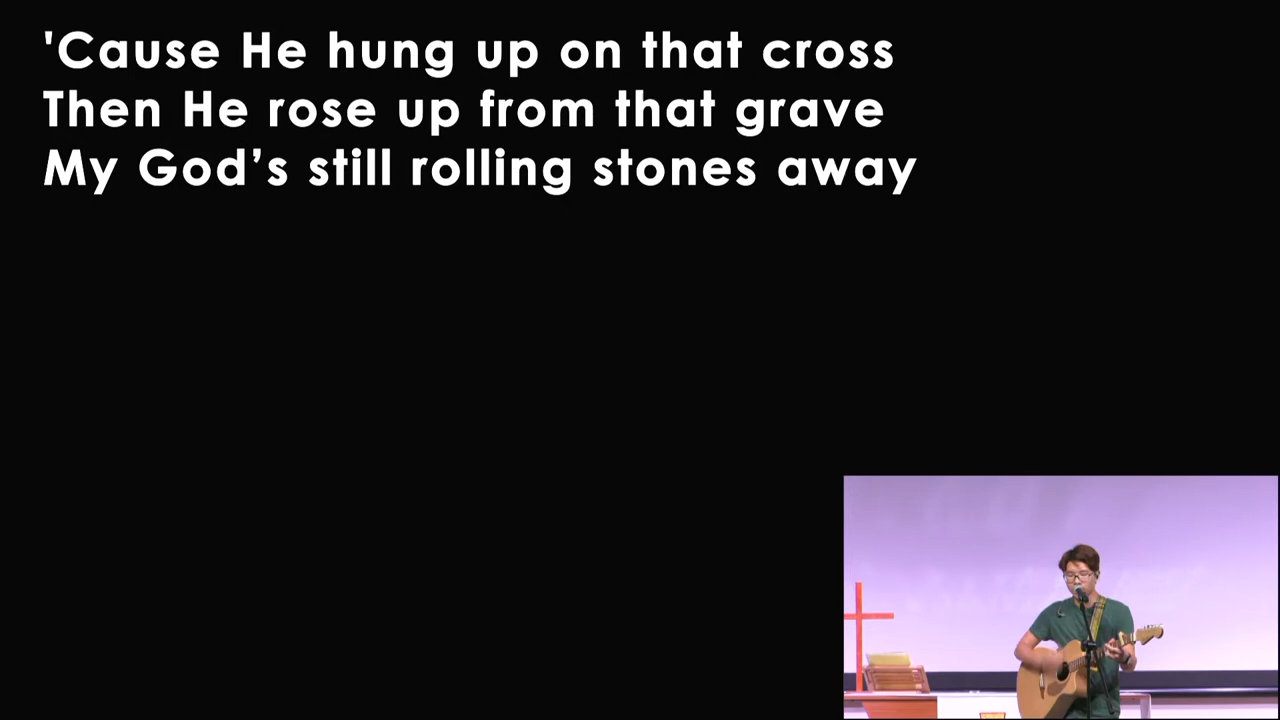 'Cause He hung up on that cross
Then He rose up from that grave
My God’s still rolling stones away